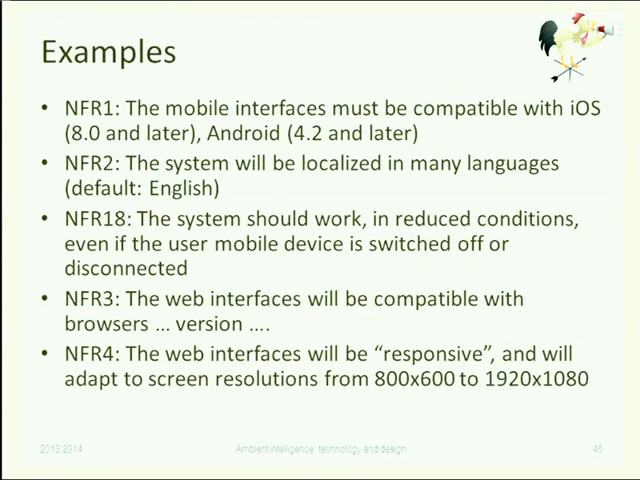 Examples
• NFR1: The mobile interfaces must be compatible with iOS
(8.0 and later), Android (4.2 and later)
• NFR2: The system will be localized in many languages
(default: English)
• NFR18: The system should work, in reduced conditions,
even if the user mobile device is switched off or
disconnected
• NFR3: The web interfaces will be compatible with
browsers ... version ....
• NFR4: The web interfaces will be “responsive”, and will
adapt to screen resolutions from 800x600 to 1920x1080
2013/2014 Ambient intelligence: technology and design 46